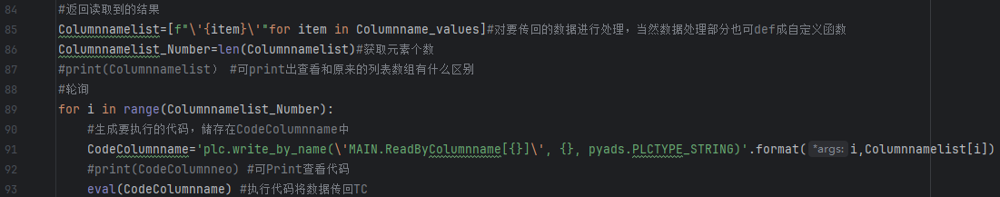 84 #返回读取到的结果
85 Columnnamelist=[f"\'{item}\'"for item in Columnname_values]#对要传回的数据进行处理，当然数据处理部分也可def成自定义函数
86 Columnnamelist_Number=len(Columnnamelist)#获取元素个数
87 #print(Columnnamelist） #可print出查看和原来的列表数组有什么区别
88 #轮询
89 for i in range(Columnnamelist_Number):
90 #生成要执行的代码，储存在CodeColumnname中
91 CodeColumnname='plc.write_by_name(\'MAIN.ReadByColumnname[{}]\', {}, pyads.PLCTYPE_STRING)'.format( *args: i,Columnnamelist[i])
92 #print(CodeColumnneo) #可Print查看代码
93 eval(CodeColumnname) #执行代码将数据传回TC